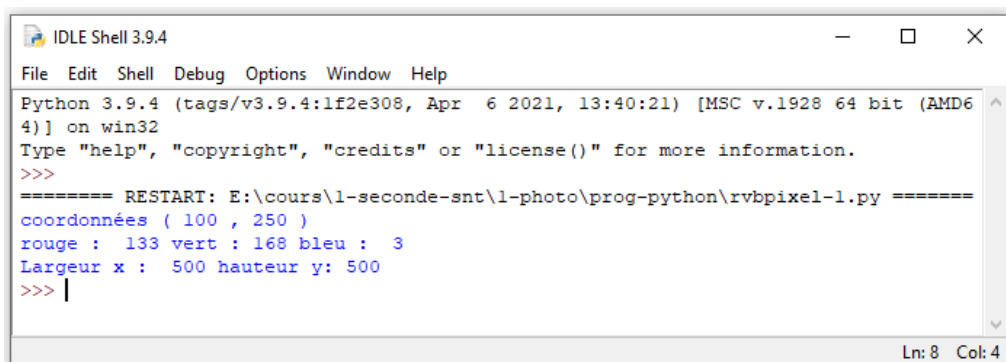 IDLE Shell 3.9.4
File Edit Shell Debug Options Window Help
Python 3.9.4 (tags/v3.9.4:1f2e308, Apr  6 2021, 13:40:21) [MSC v.1928 64 bit (AMD6
4)] on win32
Type "help", "copyright", "credits" or "license()" for more information.
>>>
======== RESTART: E:\cours\1-seconde-snt\1-photo\prog-python\rvbpixel-1.py =======
coordonnées ( 100 , 250 )
rouge :  133 vert : 168 bleu :  3
Largeur x :  500 hauteur y: 500
>>>
Ln: 8 Col: 4